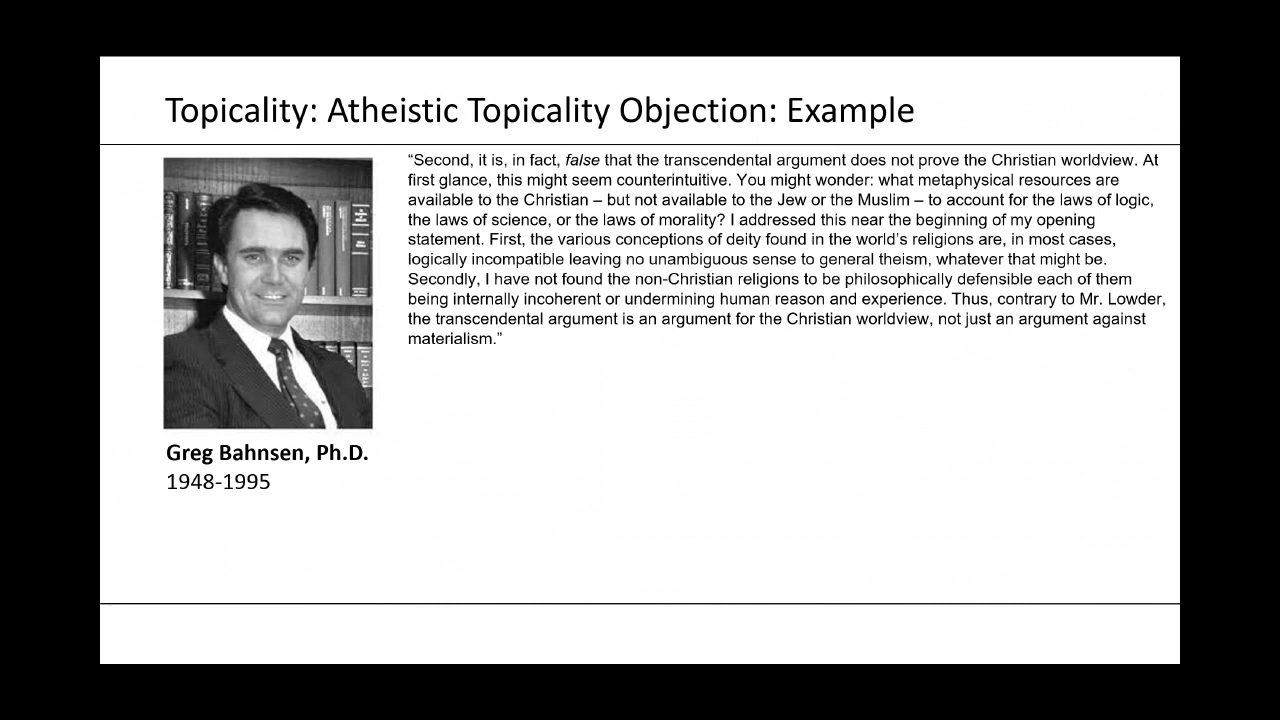 Topicality: Atheistic Topicality Objection: Example
“Second, it is, in fact, false that the transcendental argument does not prove the Christian worldview. At
first glance, this might seem counterintuitive. You might wonder: what metaphysical resources are
available to the Christian – but not available to the Jew or the Muslim – to account for the laws of logic,
the laws of science, or the laws of morality? I addressed this near the beginning of my opening
statement. First, the various conceptions of deity found in the world’s religions are, in most cases,
logically incompatible leaving no unambiguous sense to general theism, whatever that might be.
Secondly, I have not found the non-Christian religions to be philosophically defensible each of them
being internally incoherent or undermining human reason and experience. Thus, contrary to Mr. Lowder,
the transcendental argument is an argument for the Christian worldview, not just an argument against
materialism.”
Greg Bahnsen, Ph.D.
1948-1995